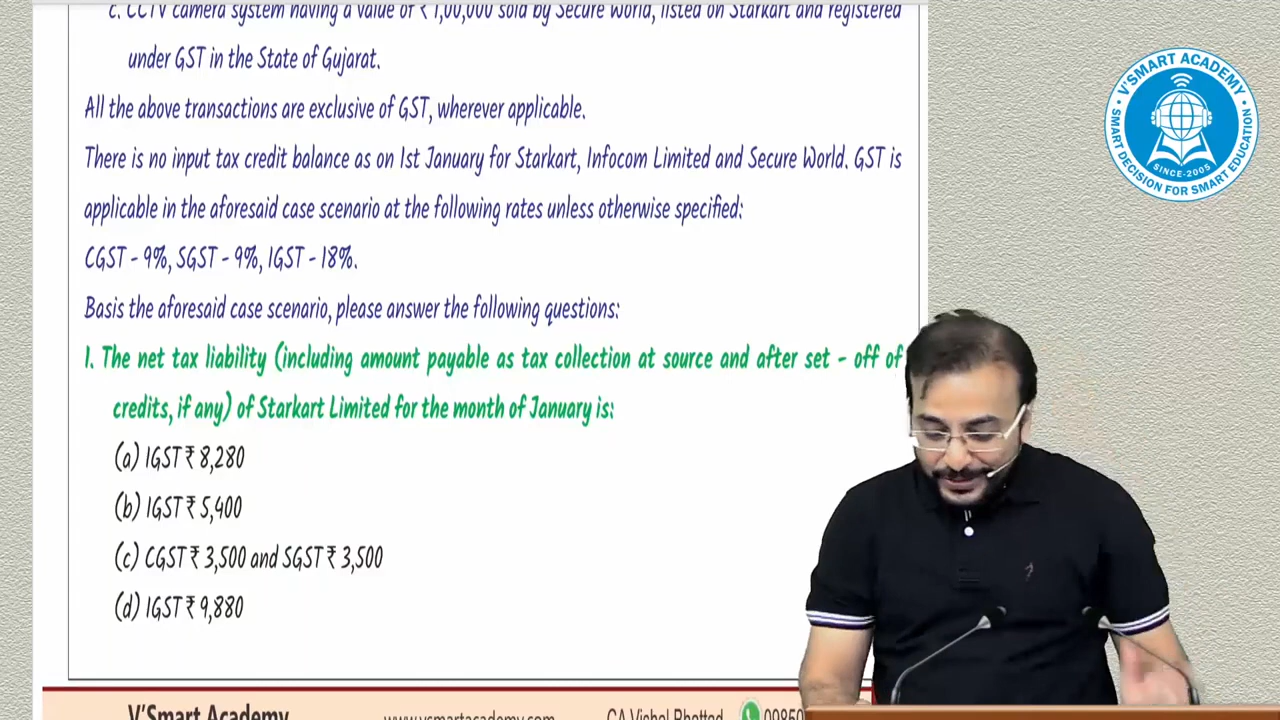 c. CCTV camera system having a value of ₹ 1,00,000 sold by Secure World, listed on Starkart and registered
under GST in the State of Gujarat.
All the above transactions are exclusive of GST, wherever applicable.
There is no input tax credit balance as on 1st January for Starkart, Infocom Limited and Secure World. GST is
applicable in the aforesaid case scenario at the following rates unless otherwise specified:
CGST - 9%, SGST - 9%, IGST - 18%.
Basis the aforesaid case scenario, please answer the following questions:
1. The net tax liability (including amount payable as tax collection at source and after set - off of
credits, if any) of Starkart Limited for the month of January is:
(a) IGST ₹ 8,280
(b) IGST ₹ 5,400
(c) CGST ₹ 3,500 and SGST ₹ 3,500
(d) IGST ₹ 9,880
V'SMART ACADEMY
SINCE-2005
SMART DECISION FOR SMART EDUCATION
V'Smart Academy
www.vsmartacademy.com
CA Vishal Bhattad
09850